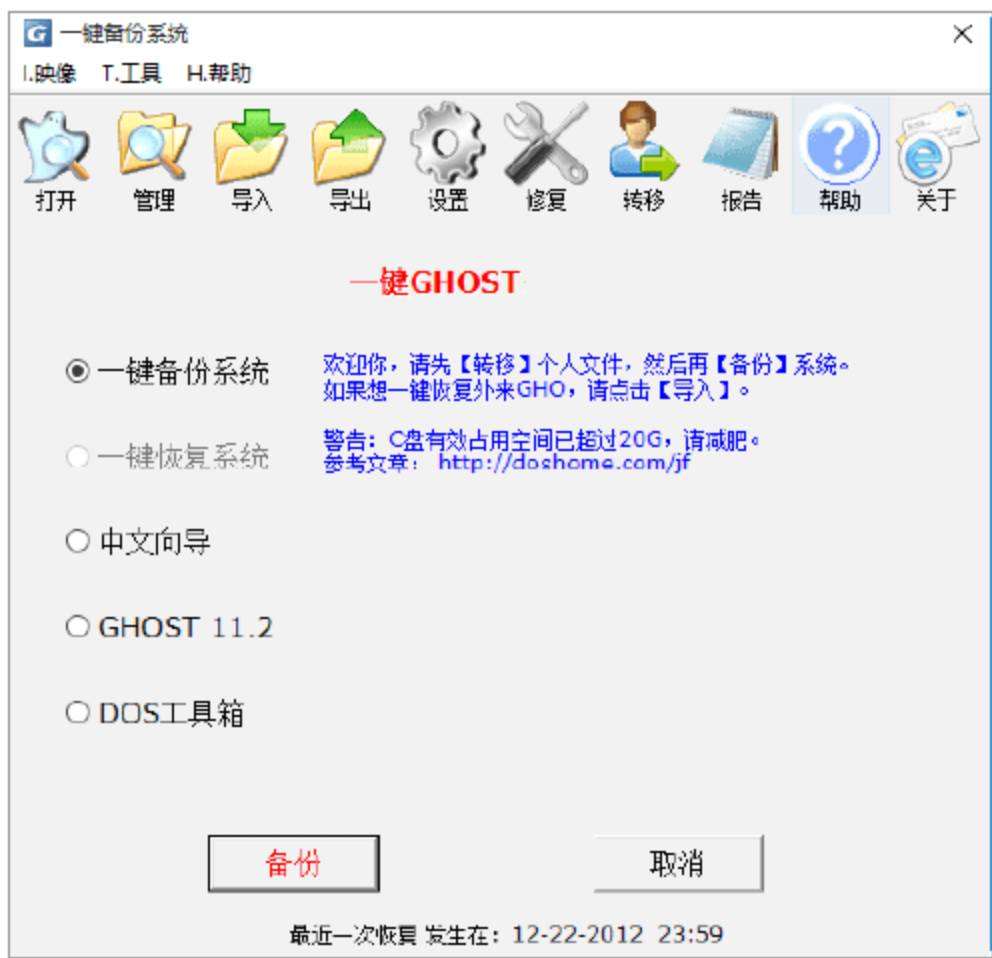 一键备份系统
I.映像 T.工具 H.帮助
打开 管理 导入 导出 设置 修复 转移 报告 帮助 关于
一键GHOST
一键备份系统
欢迎你，请先【转移】个人文件，然后再【备份】系统。
如果想一键恢复外来GHO，请点击【导入】。
一键恢复系统
警告：C盘有效占用空间已超过20G，请减肥。
参考文章： http://doshome.com/jf
中文向导
GHOST 11.2
DOS工具箱
备份 取消
最近一次恢复 发生在：12-22-2012 23:59